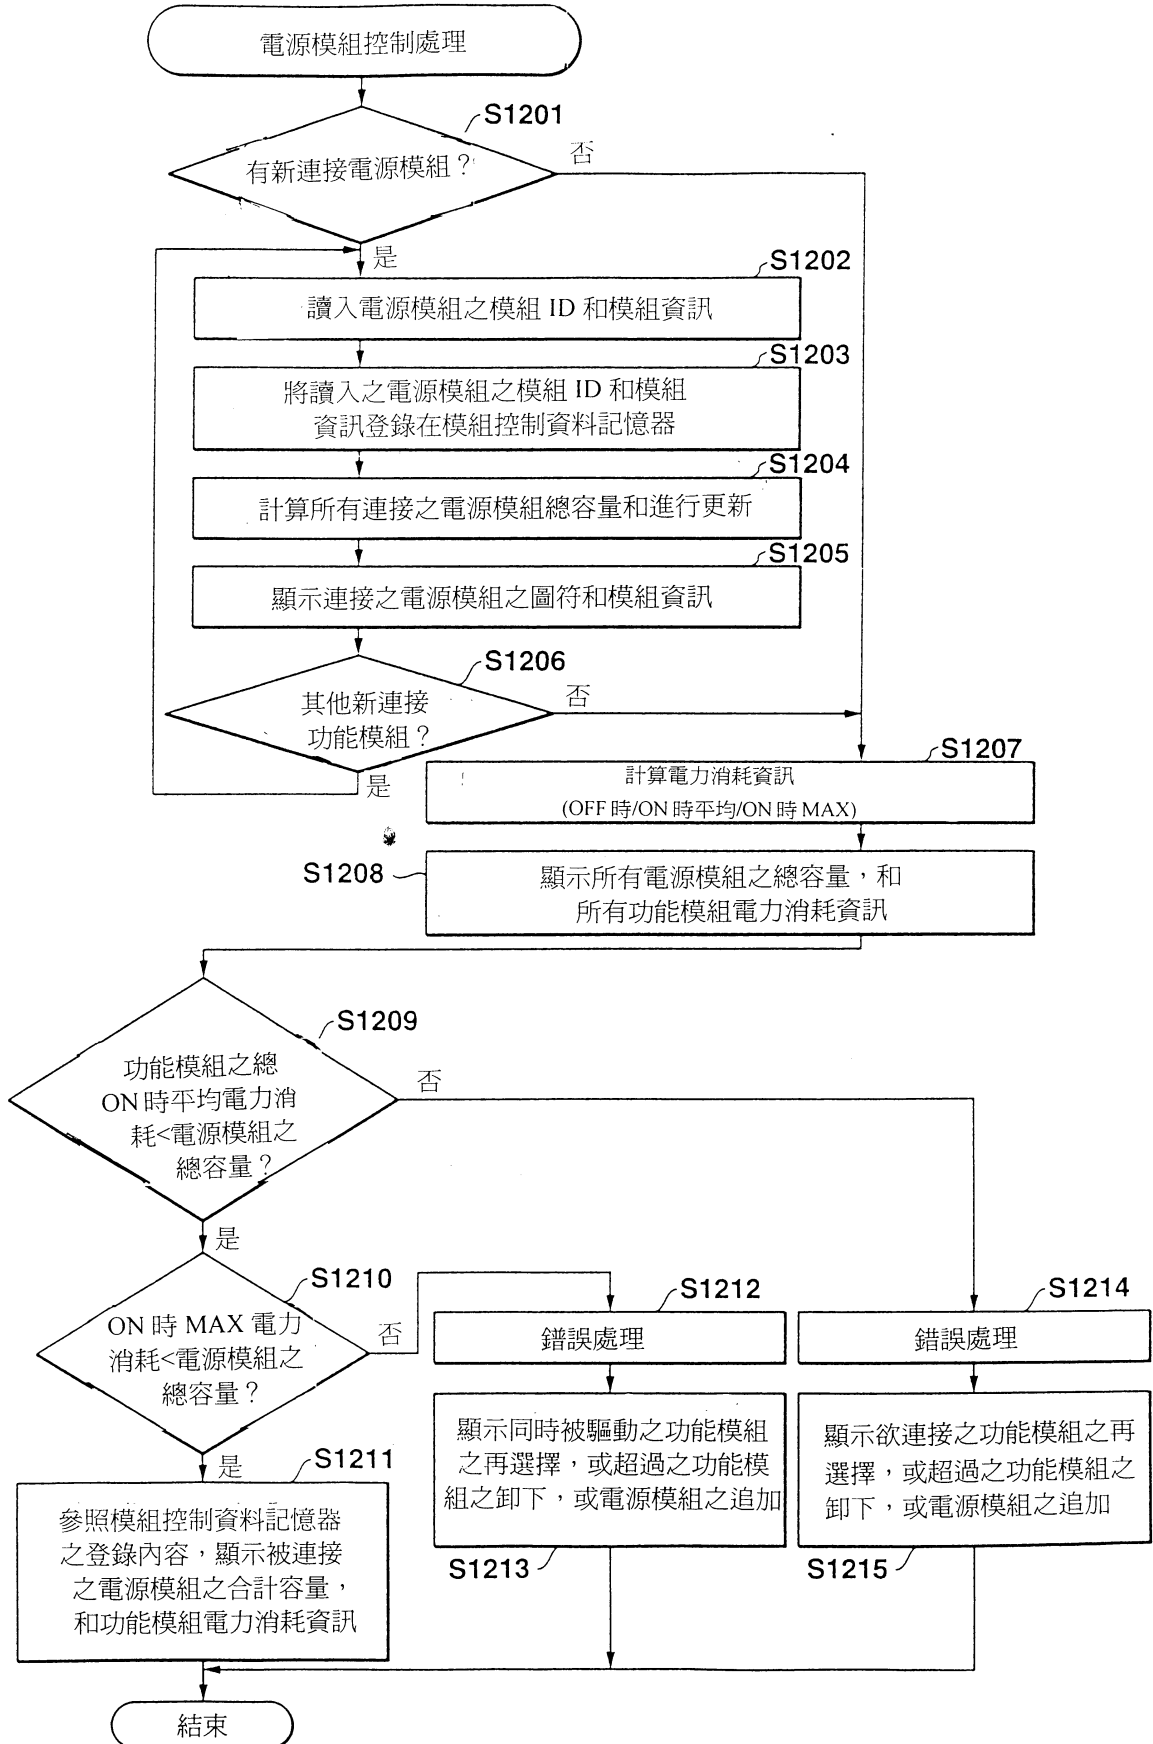 電源模組控制處理
S1201
有新連接電源模組？
否
是
S1202
讀入電源模組之模組 ID 和模組資訊
S1203
將讀入之電源模組之模組 ID 和模組
資訊登錄在模組控制資料記憶器
S1204
計算所有連接之電源模組總容量和進行更新
S1205
顯示連接之電源模組之圖符和模組資訊
S1206
其他新連接
功能模組？
否
是
S1207
計算電力消耗資訊
(OFF 時/ON 時平均/ON 時 MAX)
S1208
顯示所有電源模組之總容量，和
所有功能模組電力消耗資訊
S1209
功能模組之總
ON時平均電力消
耗<電源模組之
總容量？
否
是
S1210
ON 時 MAX 電力
消耗<電源模組之
總容量？
否
是
S1211
參照模組控制資料記憶器
之登錄內容，顯示被連接
之電源模組之合計容量，
和功能模組電力消耗資訊
S1212
錯誤處理
顯示同時被驅動之功能模組
之再選擇，或超過之功能模
組之卸下，或電源模組之追加
S1213
S1214
錯誤處理
顯示欲連接之功能模組之再
選擇，或超過之功能模組之
卸下，或電源模組之追加
S1215
結束